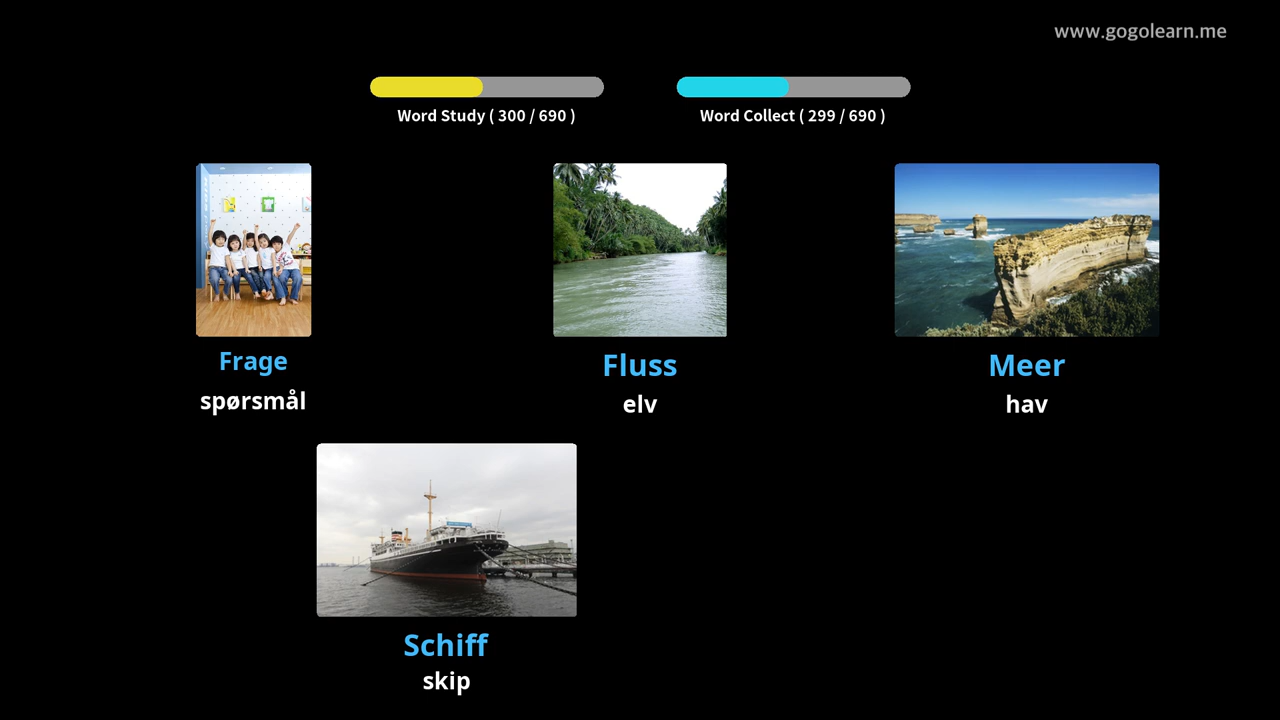 www.gogolearn.me
Word Study ( 300 / 690 )
Word Collect ( 299 / 690 )
Frage
spørsmål
Fluss
elv
Meer
hav
Schiff
skip